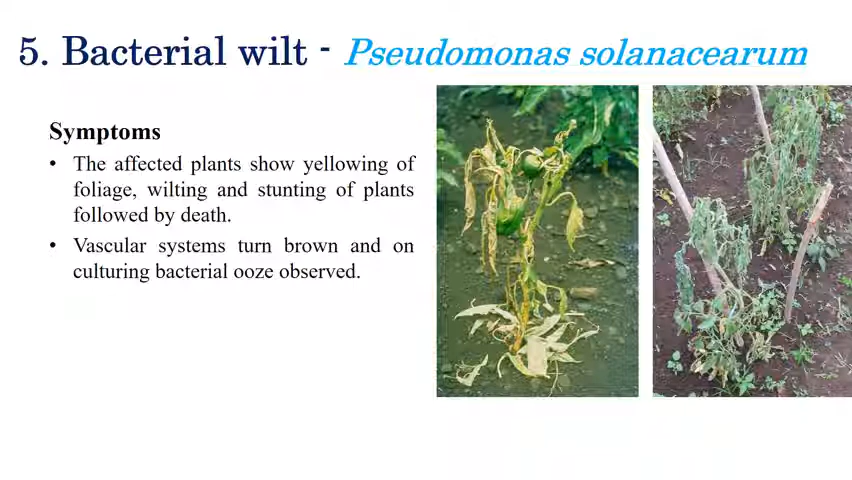 5. Bacterial wilt - Pseudomonas solanacearum
Symptoms
• The affected plants show yellowing of
foliage, wilting and stunting of plants
followed by death.
• Vascular systems turn brown and on
culturing bacterial ooze observed.